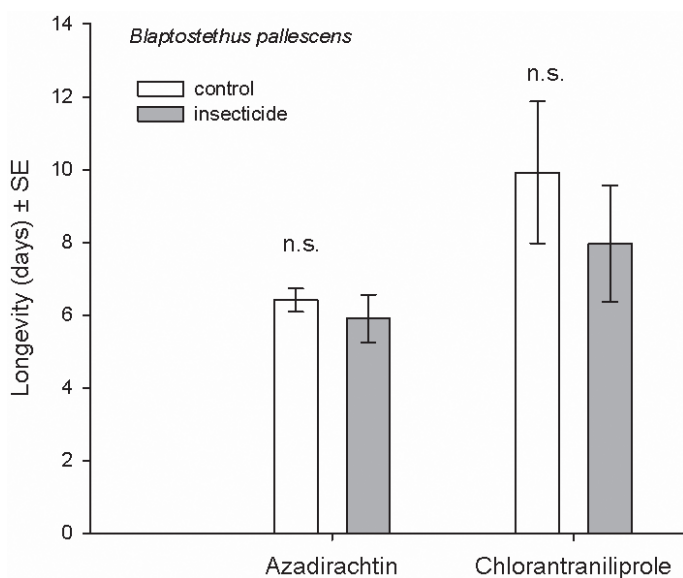 Blaptostethus pallescens
control
insecticide
n.s.
n.s.
Longevity (days) ± SE
14
12
10
8
6
4
2
0
Azadirachtin Chlorantraniliprole